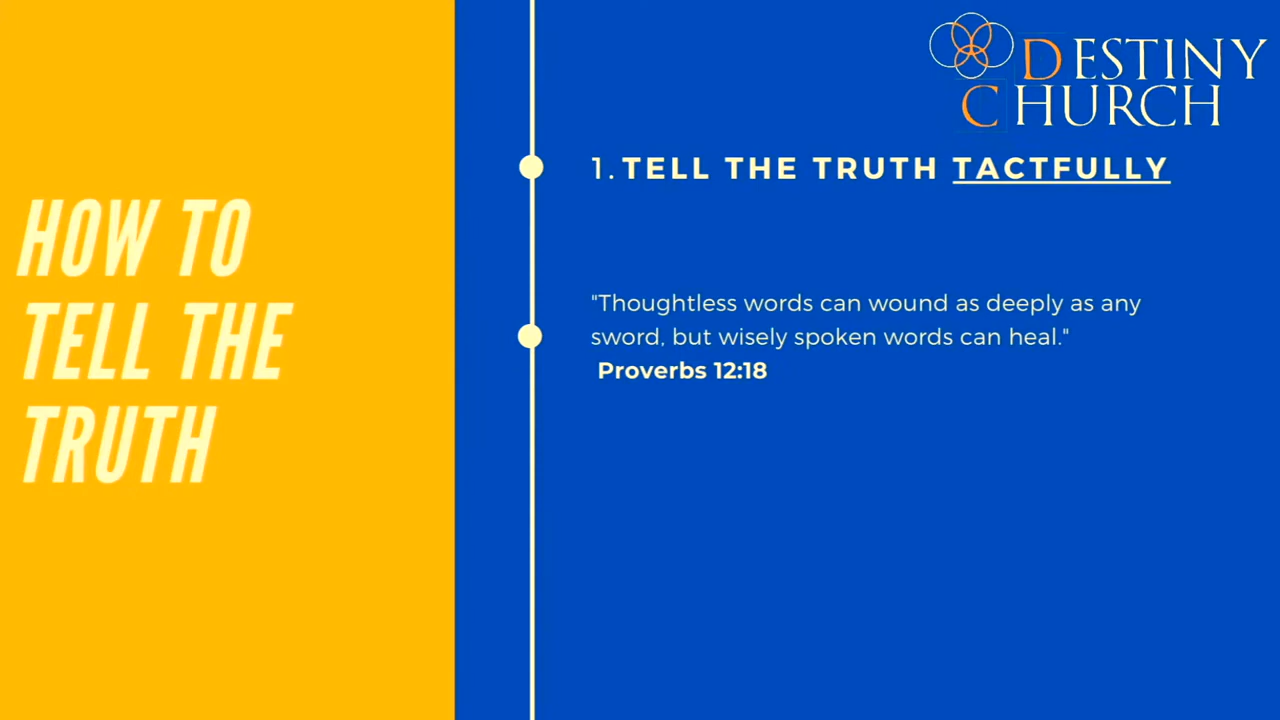 HOW TO
TELL THE
TRUTH
DESTINY
CHURCH
1. TELL THE TRUTH TACTFULLY
"Thoughtless words can wound as deeply as any
sword, but wisely spoken words can heal."
Proverbs 12:18